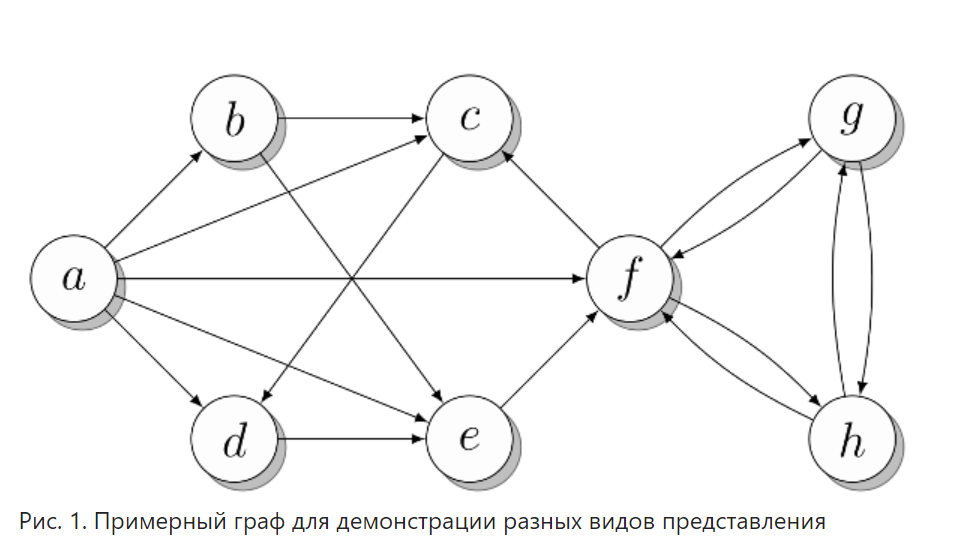 b
c
g
a
f
d
e
h
Рис. 1. Примерный граф для демонстрации разных видов представления